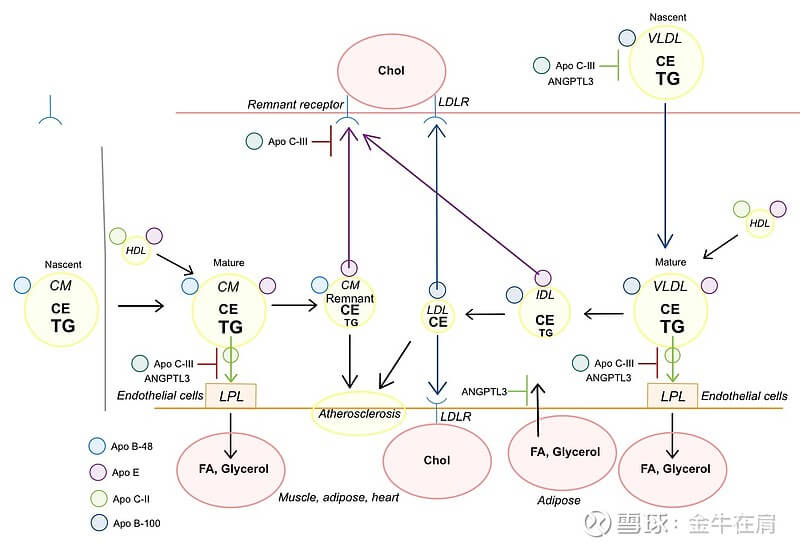 Nascent
VLDL
CE
TG
Apo C-III
ANGPTL3
Chol
Remnant receptor
LDLR
Apo C-III
HDL
HDL
Nascent
CM
CE
TG
Mature
CM
CE
TG
CM
Remnant
CE
TG
LDL
CE
IDL
CE
TG
Mature
VLDL
CE
TG
Apo C-III
ANGPTL3
Apo C-III
ANGPTL3
ANGPTL3
Endothelial cells
LPL
Atherosclerosis
LDLR
LPL
Endothelial cells
Apo B-48
Apo E
Apo C-II
Apo B-100
FA, Glycerol
Muscle, adipose, heart
Chol
FA, Glycerol
Adipose
FA, Glycerol
雪球：金牛在肩